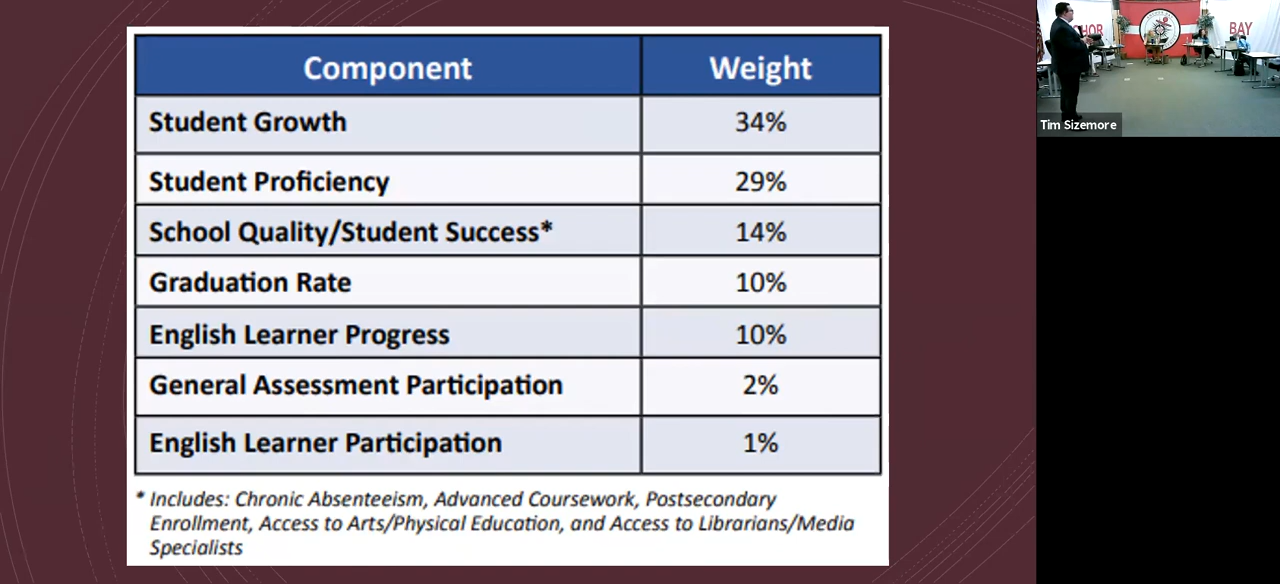 Component Weight
Student Growth 34%
Student Proficiency 29%
School Quality/Student Success* 14%
Graduation Rate 10%
English Learner Progress 10%
General Assessment Participation 2%
English Learner Participation 1%
* Includes: Chronic Absenteeism, Advanced Coursework, Postsecondary
Enrollment, Access to Arts/Physical Education, and Access to Librarians/Media
Specialists
BAY
Tim Sizemore